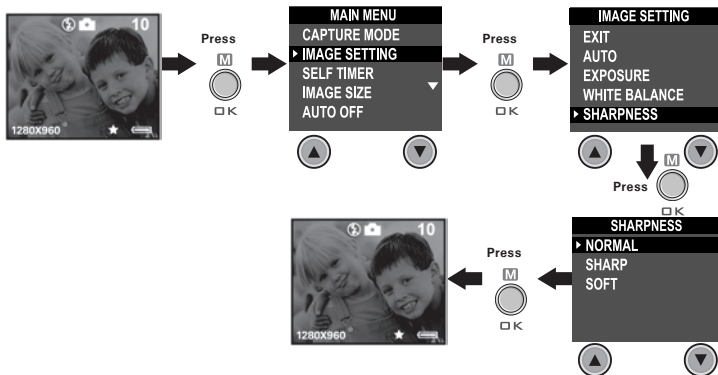 10
1280X960
Press
M
OK
MAIN MENU
CAPTURE MODE
IMAGE SETTING
SELF TIMER
IMAGE SIZE
AUTO OFF
Press
M
OK
IMAGE SETTING
EXIT
AUTO
EXPOSURE
WHITE BALANCE
SHARPNESS
Press
M
OK
SHARPNESS
NORMAL
SHARP
SOFT
Press
M
OK
10
1280X960